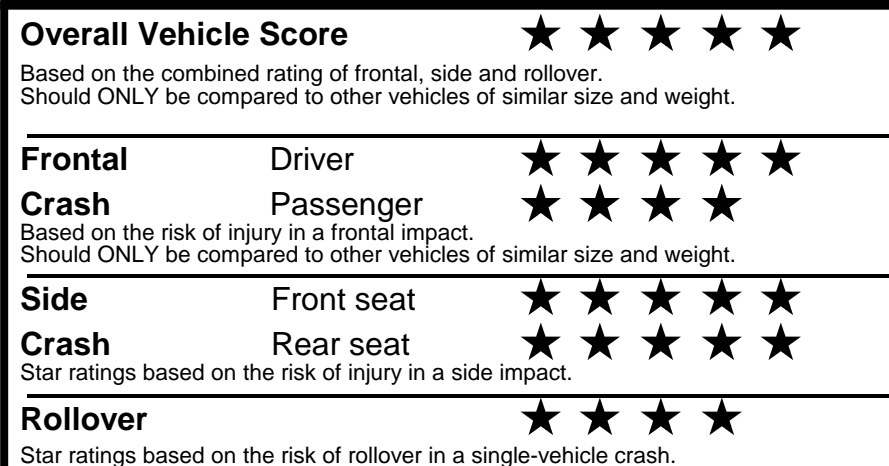 Overall Vehicle Score ★ ★ ★ ★ ★
Based on the combined rating of frontal, side and rollover.
Should ONLY be compared to other vehicles of similar size and weight.
Frontal Driver ★ ★ ★ ★ ★
Crash Passenger ★ ★ ★ ★
Based on the risk of injury in a frontal impact.
Should ONLY be compared to other vehicles of similar size and weight.
Side Front seat ★ ★ ★ ★ ★
Crash Rear seat ★ ★ ★ ★ ★
Star ratings based on the risk of injury in a side impact.
Rollover ★ ★ ★ ★
Star ratings based on the risk of rollover in a single-vehicle crash.